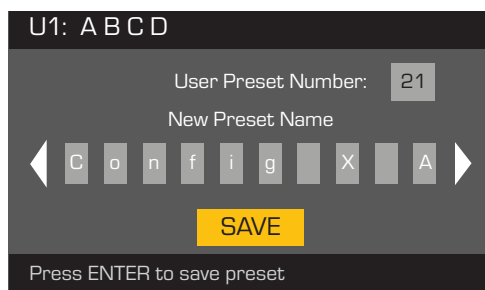 U1: A B C D
User Preset Number: 21
New Preset Name
C o n f i g X A
SAVE
Press ENTER to save preset